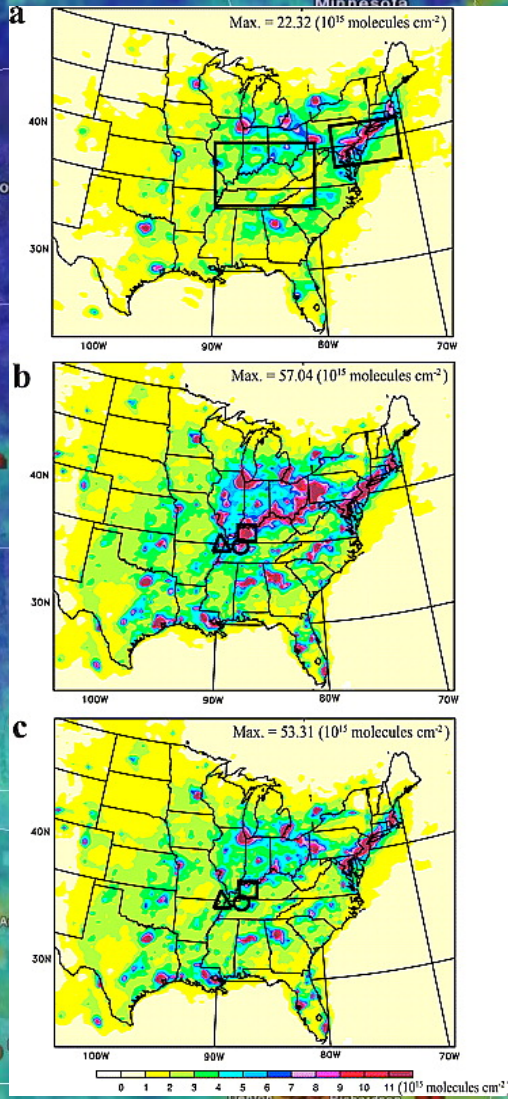 Minnesota
a
Max. = 22.32 (10¹⁵ molecules cm⁻²)
40N
30N
100W 90W 80W 70W
b
Max. = 57.04 (10¹⁵ molecules cm⁻²)
40N
30N
100W 90W 80W 70W
c
Max. = 53.31 (10¹⁵ molecules cm⁻²)
40N
30N
100W 90W 80W 70W
0 1 2 3 4 5 6 7 8 9 10 11 (10¹⁵ molecules cm⁻²)